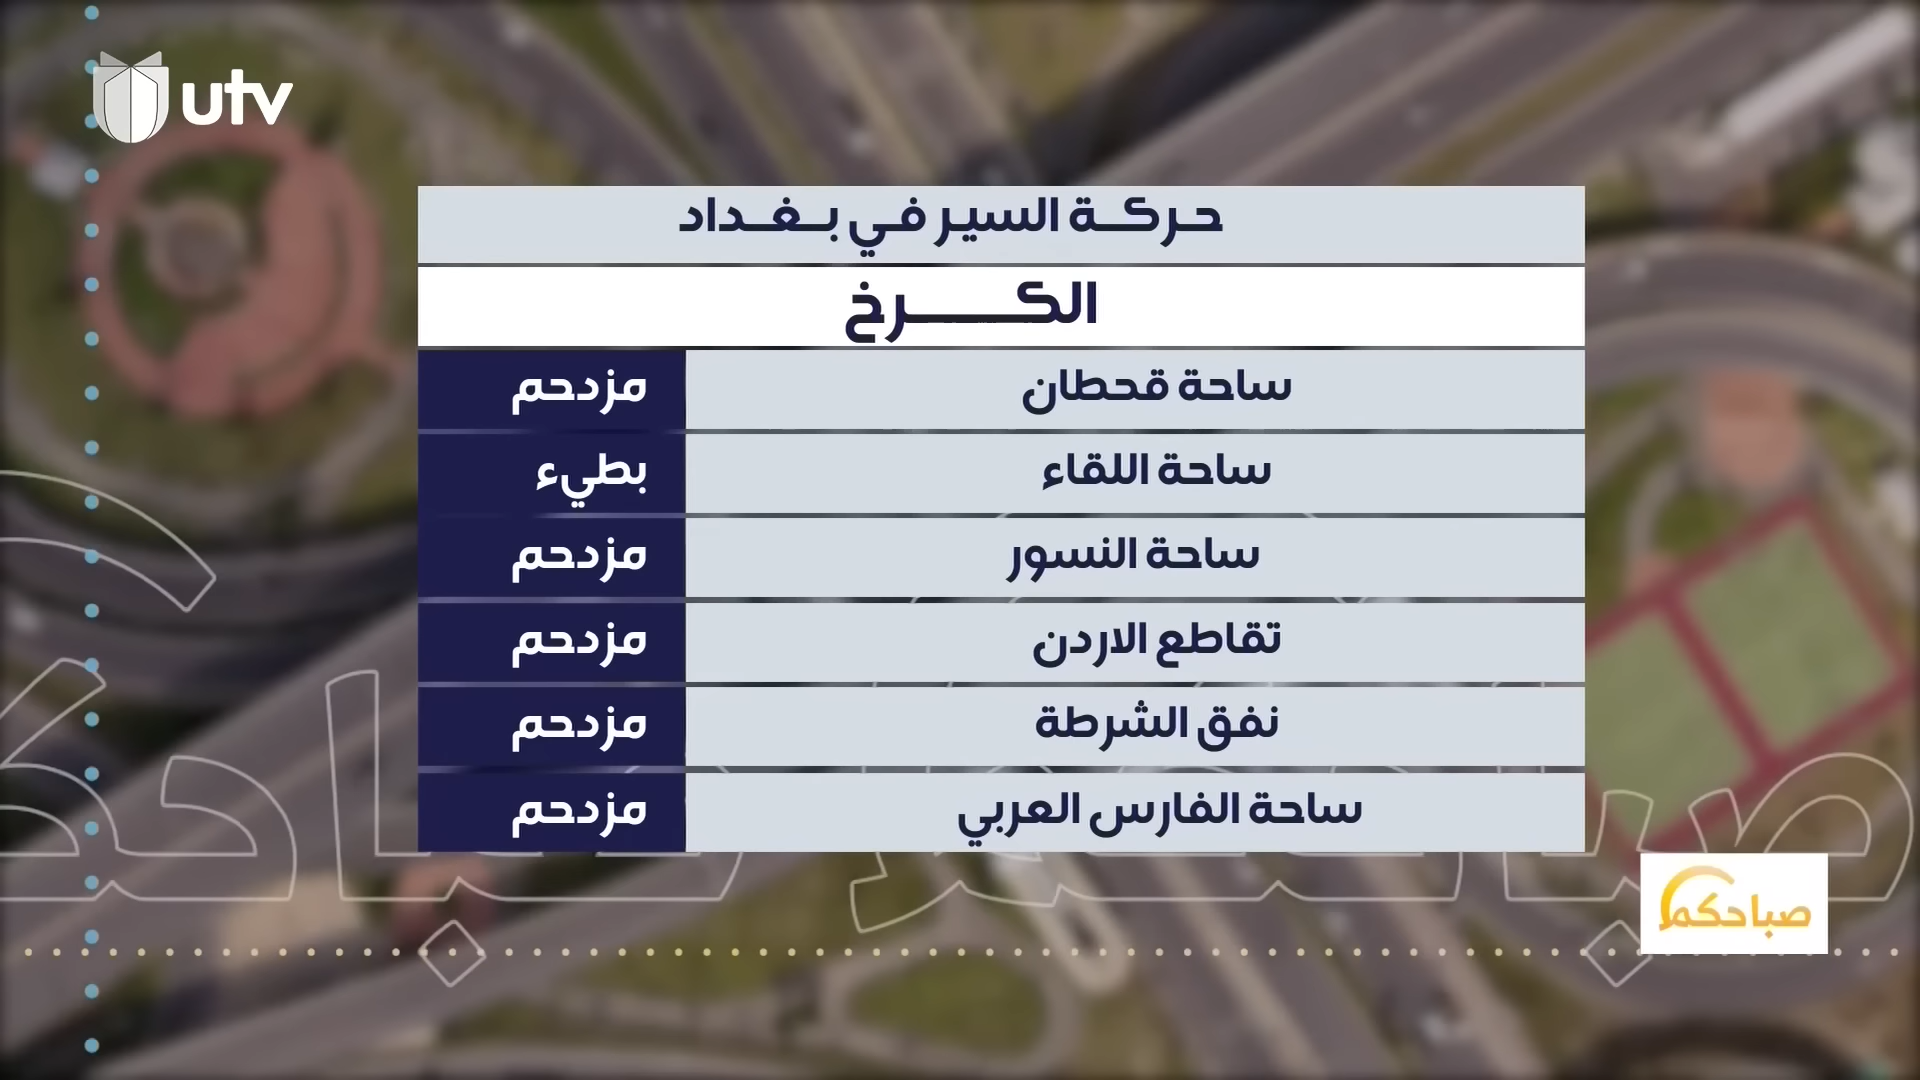 utv
حركة السير في بغداد
الكرخ
ساحة قحطان مزدحم
ساحة اللقاء بطيء
ساحة النسور مزدحم
تقاطع الاردن مزدحم
نفق الشرطة مزدحم
ساحة الفارس العربي مزدحم
صباحكم